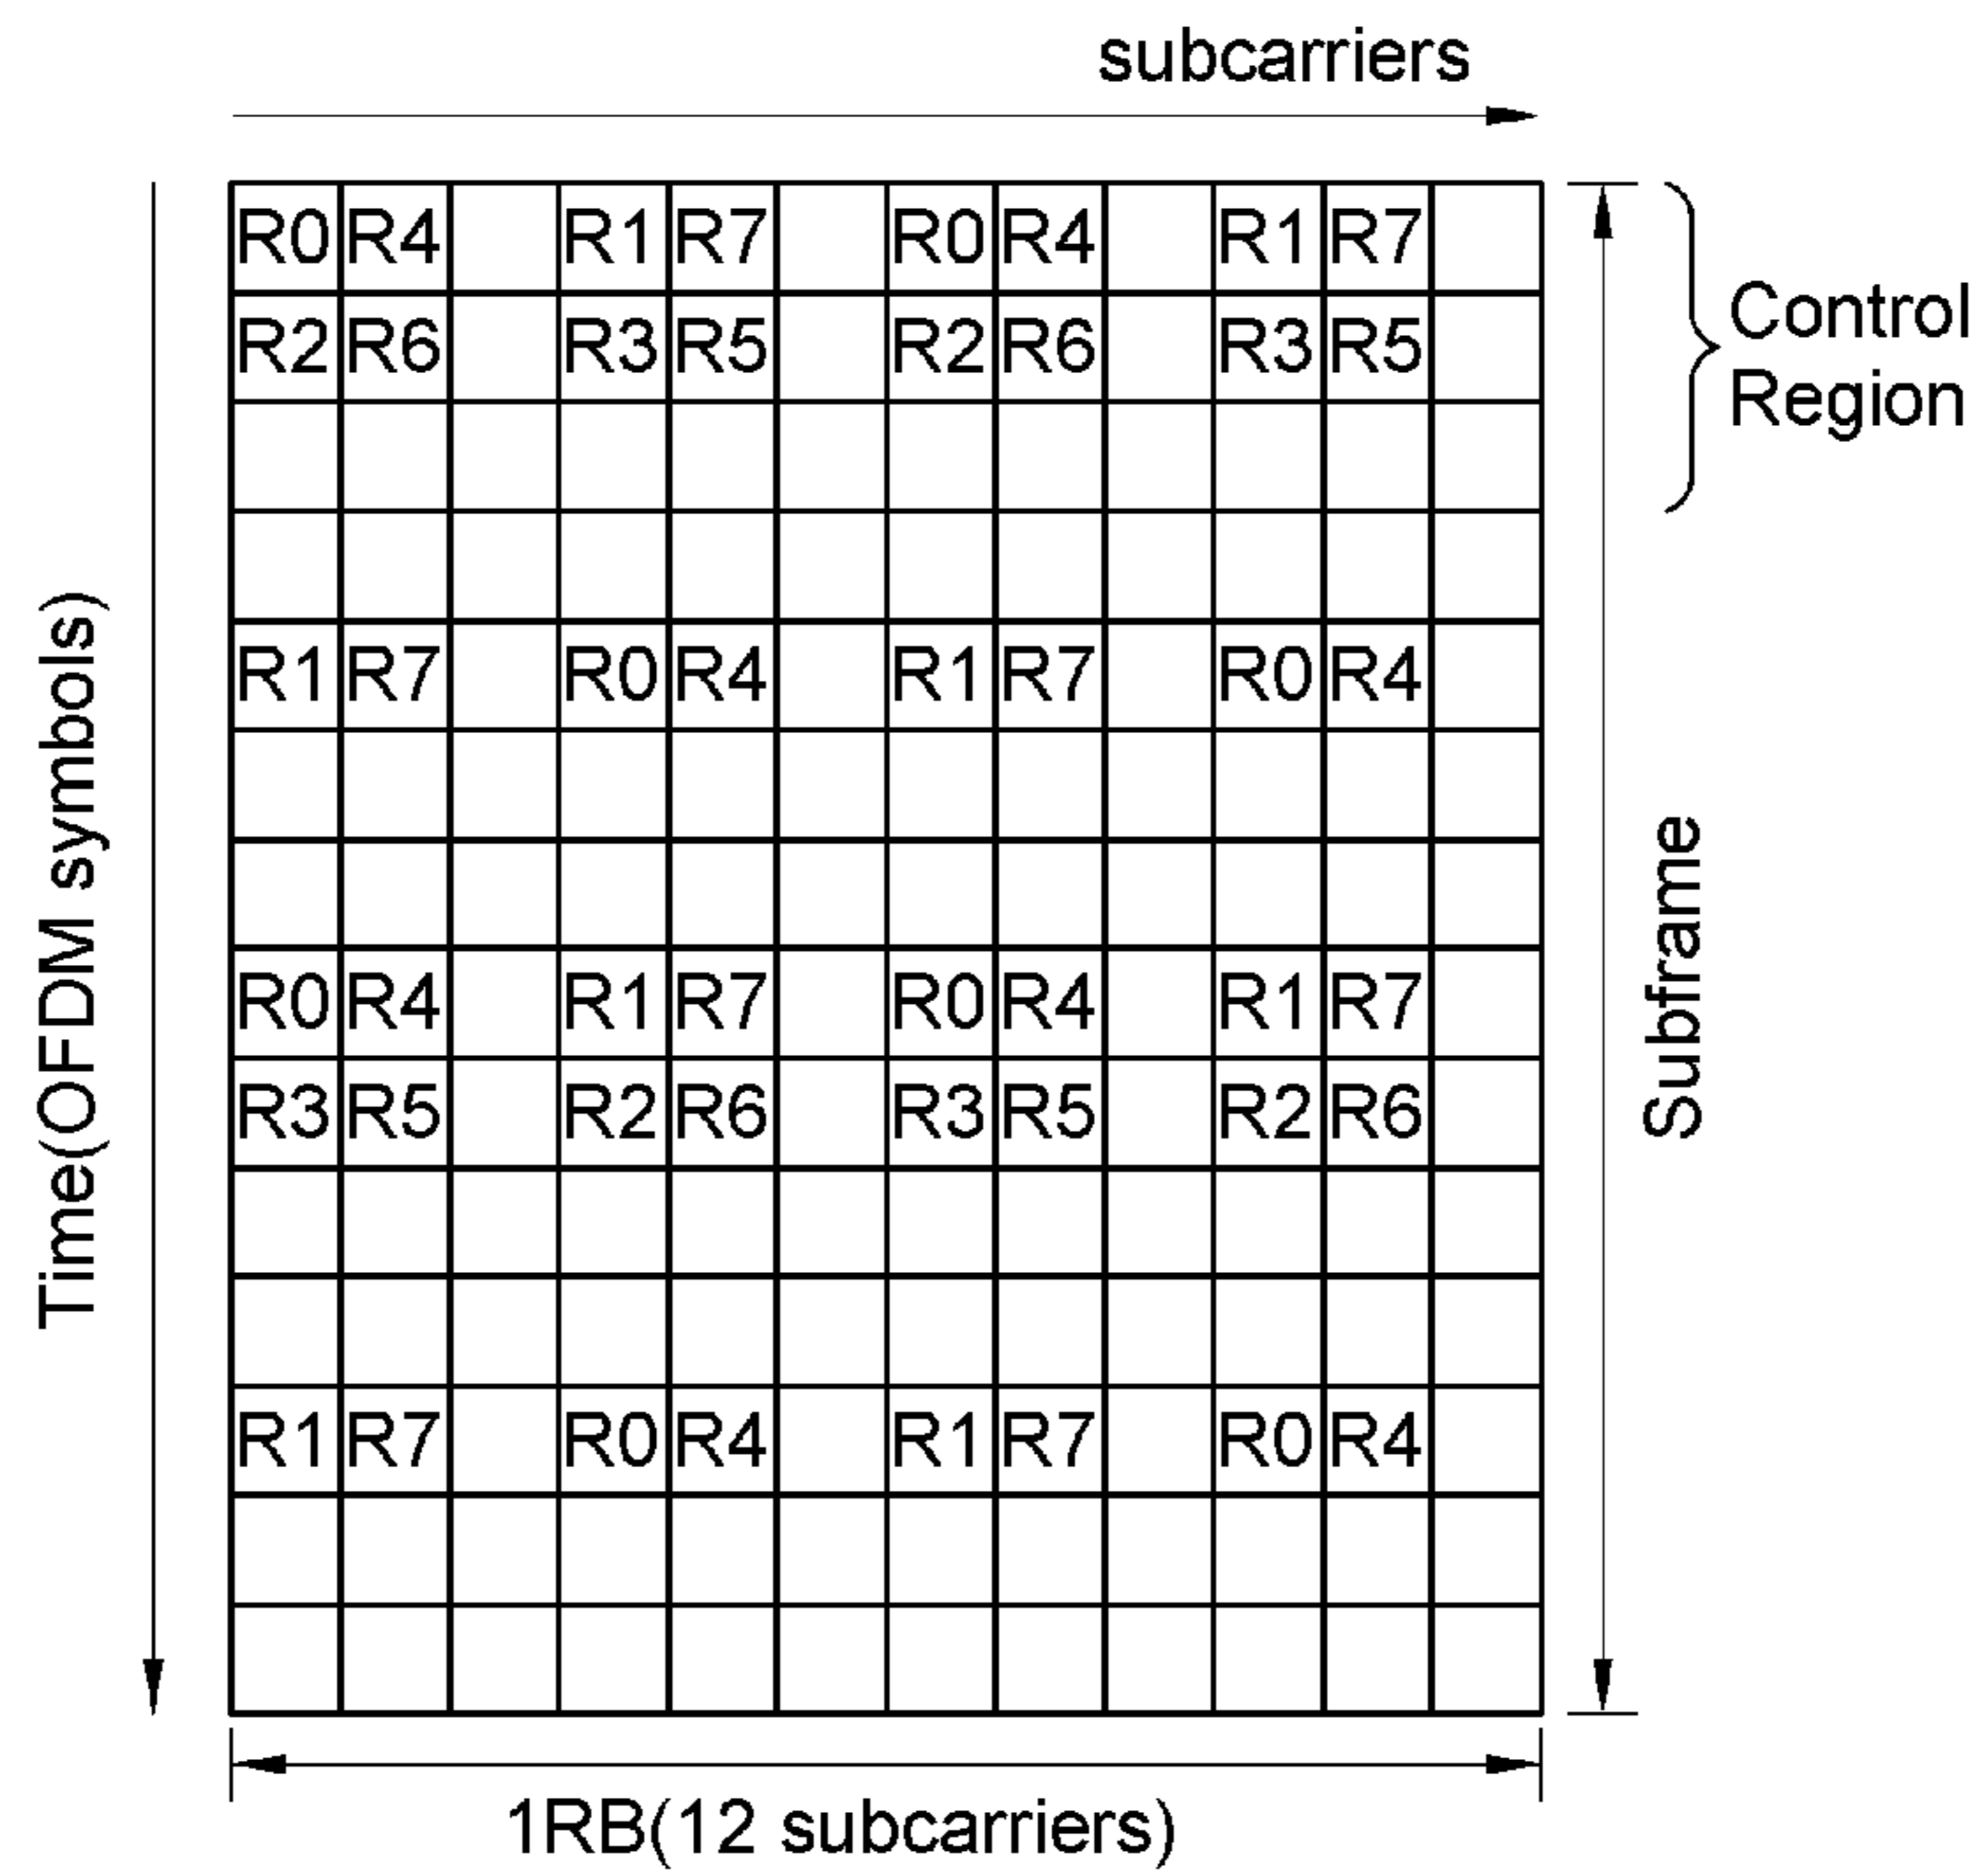 subcarriers
R0 R4 R1 R7 R0 R4 R1 R7
R2 R6 R3 R5 R2 R6 R3 R5
Control
Region
R1 R7 R0 R4 R1 R7 R0 R4
Time(OFDM symbols)
Subframe
R0 R4 R1 R7 R0 R4 R1 R7
R3 R5 R2 R6 R3 R5 R2 R6
R1 R7 R0 R4 R1 R7 R0 R4
1RB(12 subcarriers)